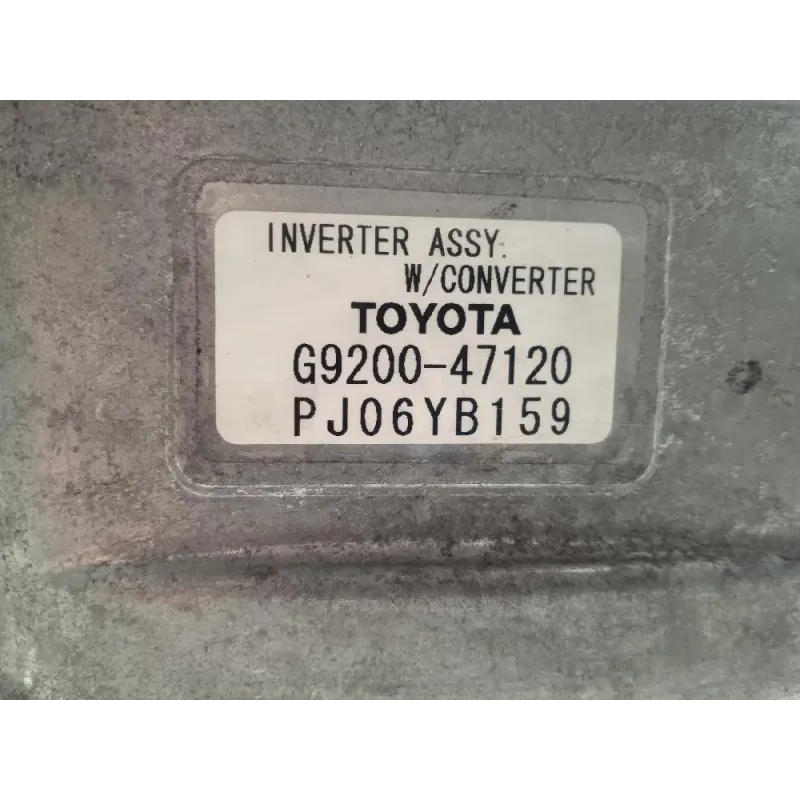 INVERTER ASSY.
W/CONVERTER
TOYOTA
G9200-47120
PJ06YB159